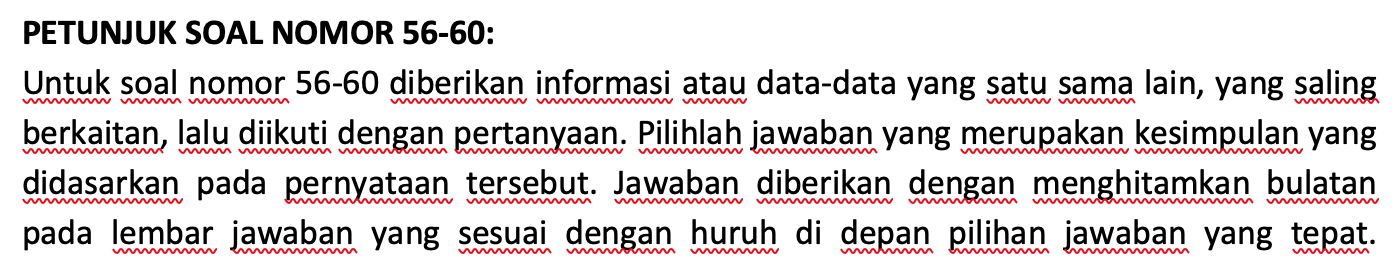 PETUNJUK SOAL NOMOR 56-60:
Untuk soal nomor 56-60 diberikan informasi atau data-data yang satu sama lain, yang saling
berkaitan, lalu diikuti dengan pertanyaan. Pilihlah jawaban yang merupakan kesimpulan yang
didasarkan pada pernyataan tersebut. Jawaban diberikan dengan menghitamkan bulatan
pada lembar jawaban yang sesuai dengan huruh di depan pilihan jawaban yang tepat.